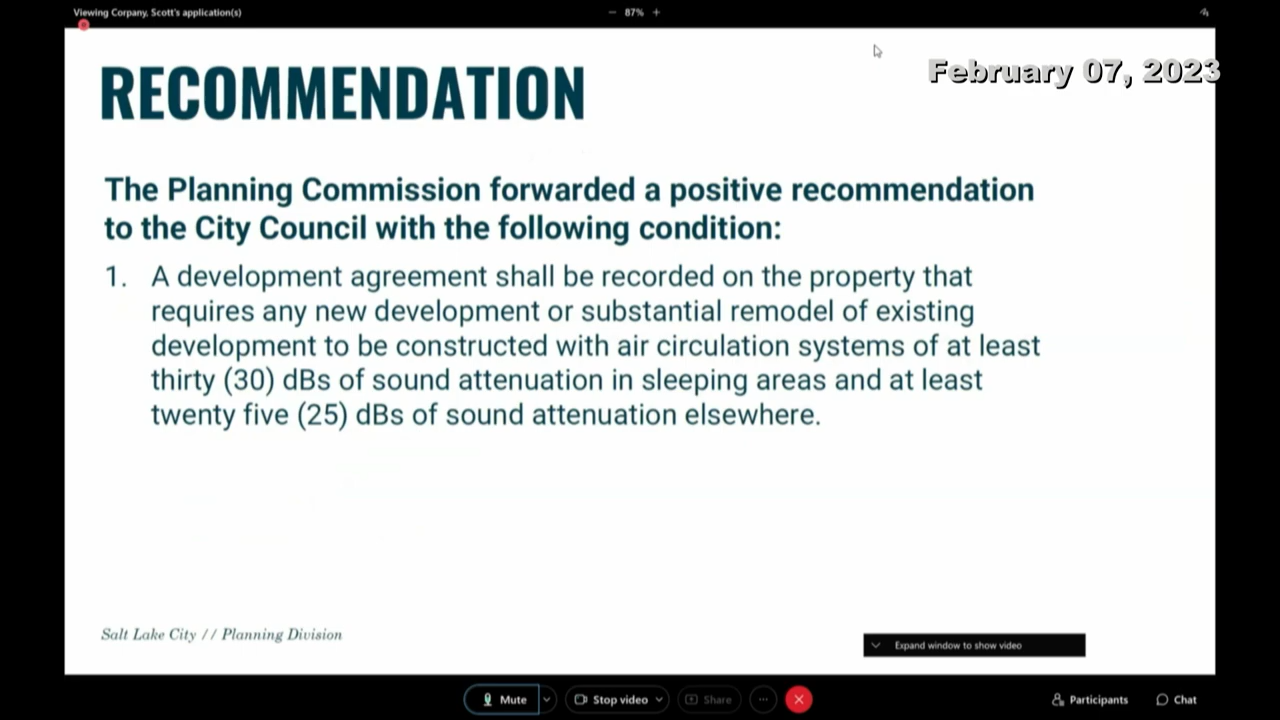 Viewing Corpany, Scott's application(s)
− 87% +
February 07, 2023
RECOMMENDATION
The Planning Commission forwarded a positive recommendation
to the City Council with the following condition:
1. A development agreement shall be recorded on the property that
requires any new development or substantial remodel of existing
development to be constructed with air circulation systems of at least
thirty (30) dBs of sound attenuation in sleeping areas and at least
twenty five (25) dBs of sound attenuation elsewhere.
Salt Lake City // Planning Division
Expand window to show video
Mute
Stop video
Share
Participants
Chat